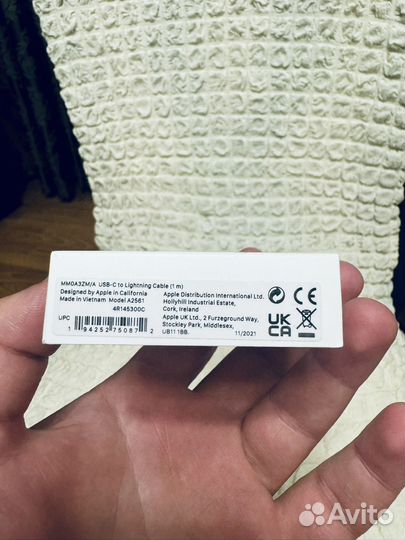 MM0A3ZM/A USB-C to Lightning Cable (1 m)
Designed by Apple in California
Made in Vietnam Model A2561
4R145300C
UPC
1 94252 75087 2
Apple Distribution International Ltd.
Hollyhill Industrial Estate,
Cork, Ireland
Apple UK Ltd., 2 Furzeground Way,
Stockley Park, Middlesex,
UB11 1BB. 11/2021
CE
UK
CA
Avito